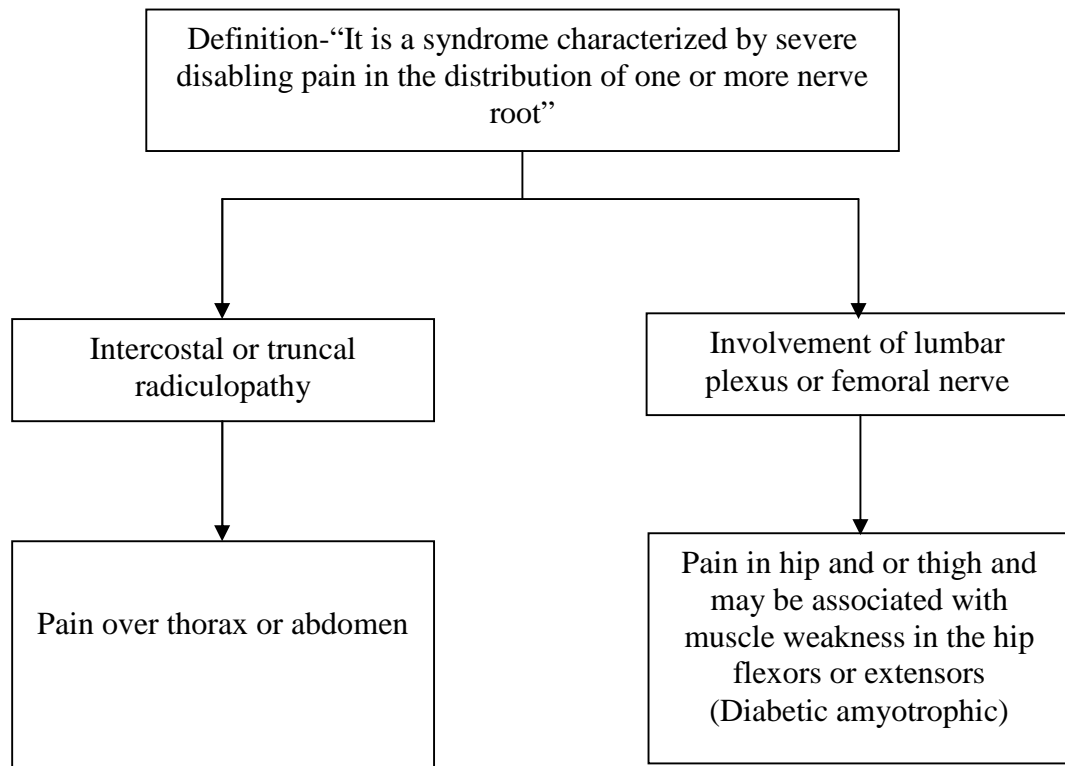 Definition-“It is a syndrome characterized by severe
disabling pain in the distribution of one or more nerve
root”
Intercostal or truncal
radiculopathy
Involvement of lumbar
plexus or femoral nerve
Pain over thorax or abdomen
Pain in hip and or thigh and
may be associated with
muscle weakness in the hip
flexors or extensors
(Diabetic amyotrophic)